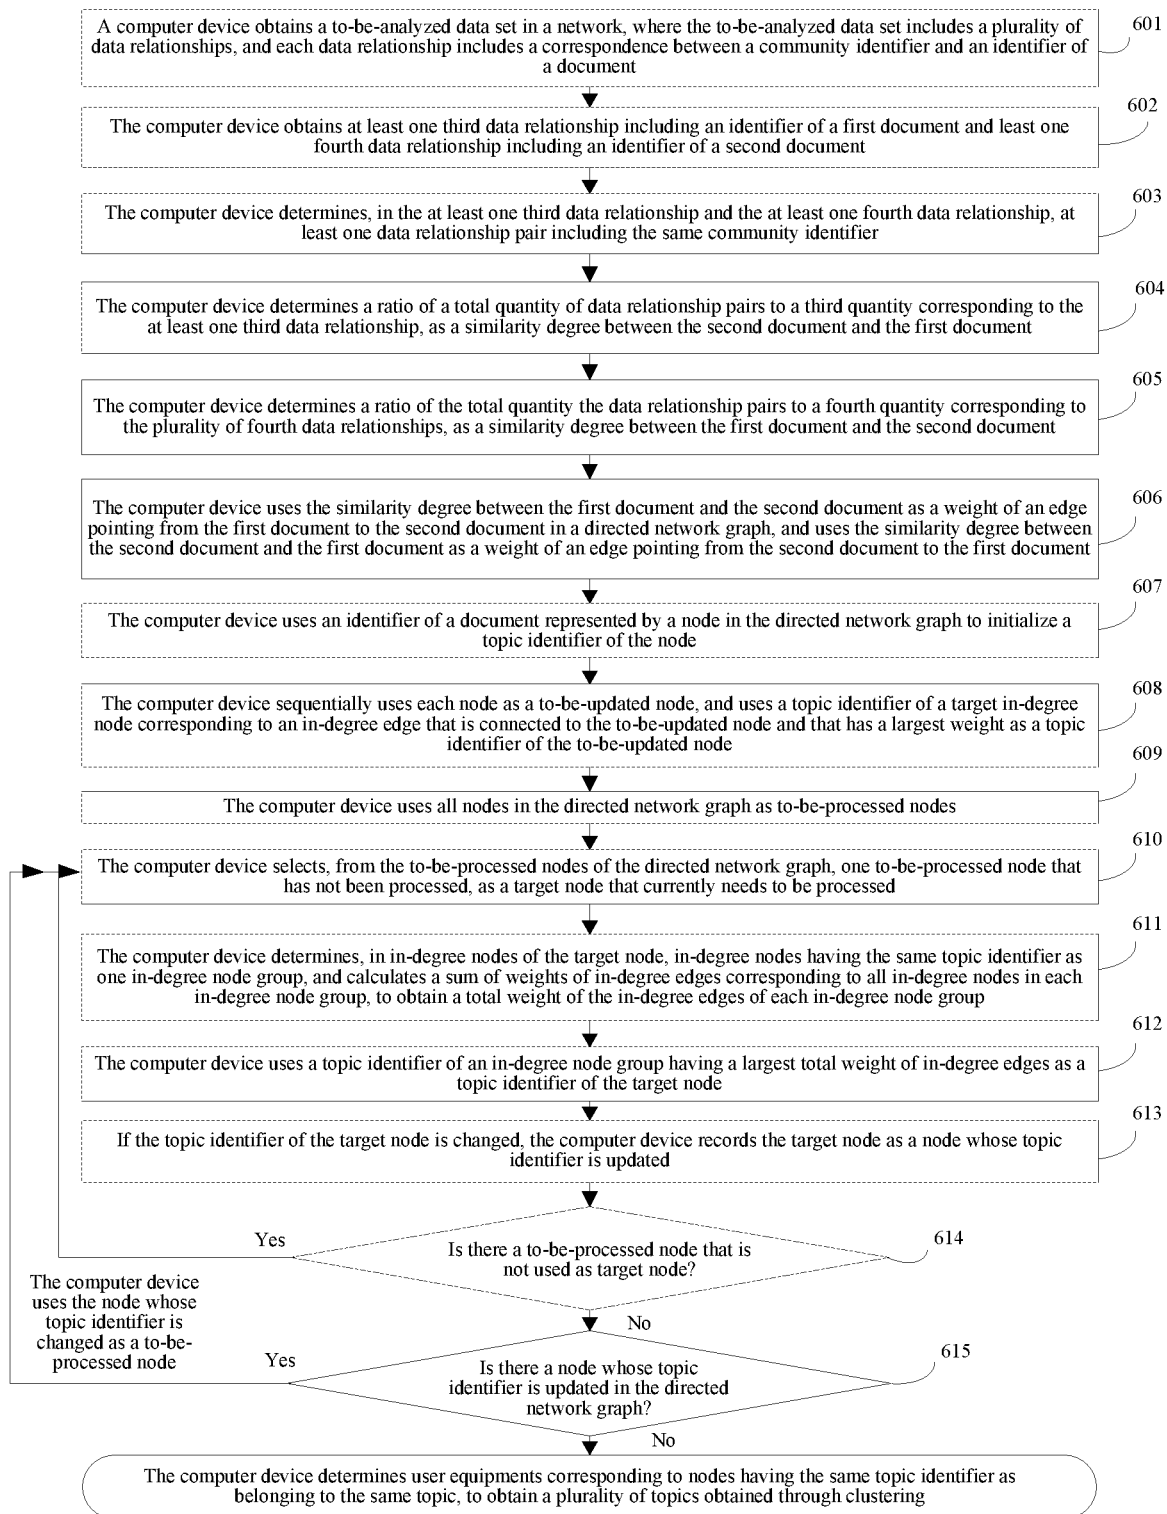 A computer device obtains a to-be-analyzed data set in a network, where the to-be-analyzed data set includes a plurality of
data relationships, and each data relationship includes a correspondence between a community identifier and an identifier of
a document
601
The computer device obtains at least one third data relationship including an identifier of a first document and least one
fourth data relationship including an identifier of a second document
602
The computer device determines, in the at least one third data relationship and the at least one fourth data relationship, at
least one data relationship pair including the same community identifier
603
The computer device determines a ratio of a total quantity of data relationship pairs to a third quantity corresponding to the
at least one third data relationship, as a similarity degree between the second document and the first document
604
The computer device determines a ratio of the total quantity the data relationship pairs to a fourth quantity corresponding to
the plurality of fourth data relationships, as a similarity degree between the first document and the second document
605
The computer device uses the similarity degree between the first document and the second document as a weight of an edge
pointing from the first document to the second document in a directed network graph, and uses the similarity degree between
the second document and the first document as a weight of an edge pointing from the second document to the first document
606
The computer device uses an identifier of a document represented by a node in the directed network graph to initialize a
topic identifier of the node
607
The computer device sequentially uses each node as a to-be-updated node, and uses a topic identifier of a target in-degree
node corresponding to an in-degree edge that is connected to the to-be-updated node and that has a largest weight as a topic
identifier of the to-be-updated node
608
The computer device uses all nodes in the directed network graph as to-be-processed nodes
609
The computer device selects, from the to-be-processed nodes of the directed network graph, one to-be-processed node that
has not been processed, as a target node that currently needs to be processed
610
The computer device determines, in in-degree nodes of the target node, in-degree nodes having the same topic identifier as
one in-degree node group, and calculates a sum of weights of in-degree edges corresponding to all in-degree nodes in each
in-degree node group, to obtain a total weight of the in-degree edges of each in-degree node group
611
The computer device uses a topic identifier of an in-degree node group having a largest total weight of in-degree edges as a
topic identifier of the target node
612
If the topic identifier of the target node is changed, the computer device records the target node as a node whose topic
identifier is updated
613
Yes
Is there a to-be-processed node that is
not used as target node?
614
The computer device
uses the node whose
topic identifier is
changed as a to-be-
processed node
No
Yes
Is there a node whose topic
identifier is updated in the directed
network graph?
615
No
The computer device determines user equipments corresponding to nodes having the same topic identifier as
belonging to the same topic, to obtain a plurality of topics obtained through clustering